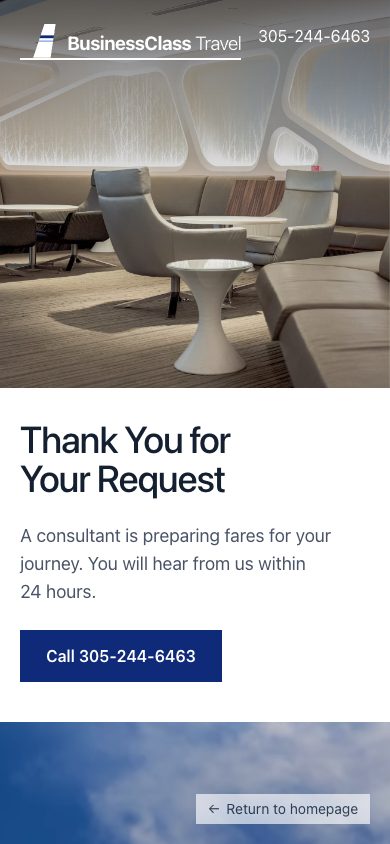 BusinessClass Travel
305-244-6463
Thank You for
Your Request
A consultant is preparing fares for your
journey. You will hear from us within
24 hours.
Call 305-244-6463
← Return to homepage